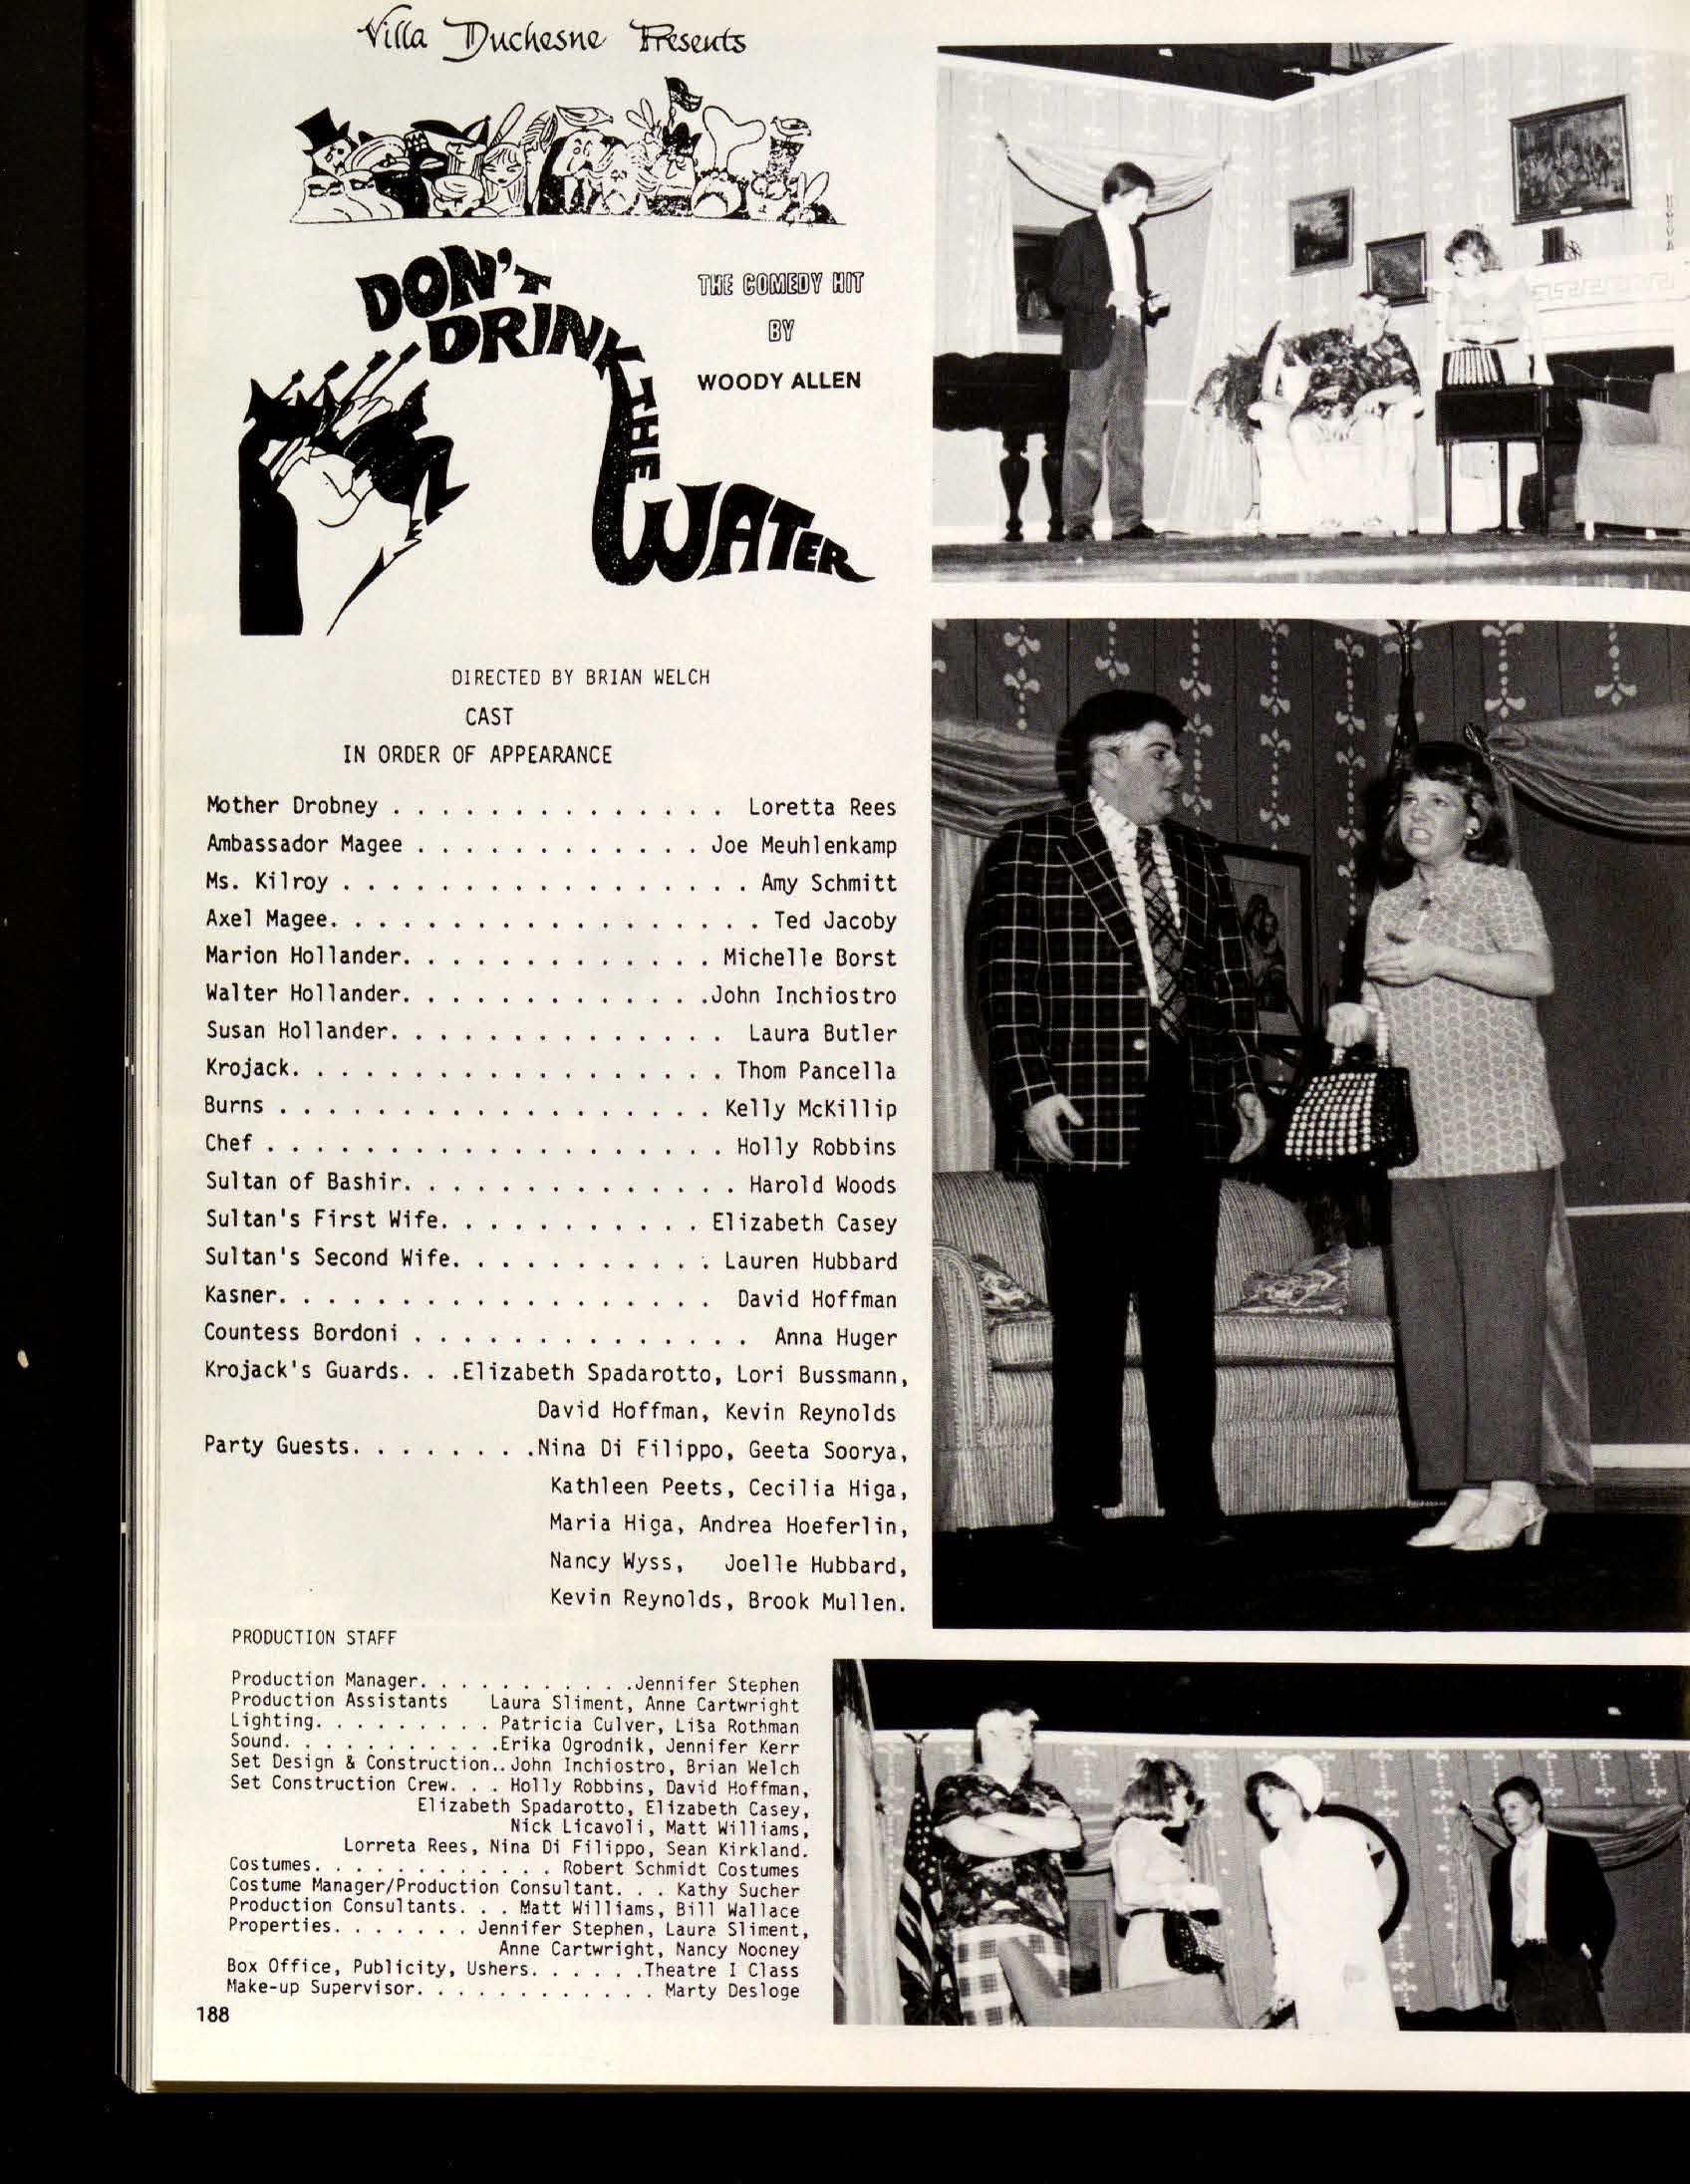 Villa Duchesne Presents
DON'T
DRINK
THE
WATER
THE COMEDY HIT
BY
WOODY ALLEN
DIRECTED BY BRIAN WELCH
CAST
IN ORDER OF APPEARANCE
Mother Drobney . . . . . . . . . . . . . . Loretta Rees
Ambassador Magee . . . . . . . . . . . . Joe Meuhlenkamp
Ms. Kilroy . . . . . . . . . . . . . . . . . Amy Schmitt
Axel Magee. . . . . . . . . . . . . . . . . . . Ted Jacoby
Marion Hollander. . . . . . . . . . . . . . Michelle Borst
Walter Hollander. . . . . . . . . . . . . .John Inchiostro
Susan Hollander. . . . . . . . . . . . . . . Laura Butler
Krojack. . . . . . . . . . . . . . . . . . . Thom Pancella
Burns . . . . . . . . . . . . . . . . . . Kelly McKillip
Chef . . . . . . . . . . . . . . . . . . . Holly Robbins
Sultan of Bashir. . . . . . . . . . . . . . . Harold Woods
Sultan's First Wife. . . . . . . . . . . . Elizabeth Casey
Sultan's Second Wife. . . . . . . . . . . . Lauren Hubbard
Kasner. . . . . . . . . . . . . . . . . . . David Hoffman
Countess Bordoni . . . . . . . . . . . . . . Anna Huger
Krojack's Guards. . .Elizabeth Spadarotto, Lori Bussmann,
David Hoffman, Kevin Reynolds
Party Guests. . . . . . . . .Nina Di Filippo, Geeta Soorya,
Kathleen Peets, Cecilia Higa,
Maria Higa, Andrea Hoeferlin,
Nancy Wyss, Joelle Hubbard,
Kevin Reynolds, Brook Mullen.
PRODUCTION STAFF
Production Manager. . . . . . . . . . . .Jennifer Stephen
Production Assistants Laura Sliment, Anne Cartwright
Lighting. . . . . . . . . . Patricia Culver, Lisa Rothman
Sound. . . . . . . . . . . .Erika Ogrodnik, Jennifer Kerr
Set Design & Construction..John Inchiostro, Brian Welch
Set Construction Crew. . . Holly Robbins, David Hoffman,
Elizabeth Spadarotto, Elizabeth Casey,
Nick Licavoli, Matt Williams,
Lorreta Rees, Nina Di Filippo, Sean Kirkland.
Costumes. . . . . . . . . . . . . Robert Schmidt Costumes
Costume Manager/Production Consultant. . . Kathy Sucher
Production Consultants. . . Matt Williams, Bill Wallace
Properties. . . . . . . Jennifer Stephen, Laura Sliment,
Anne Cartwright, Nancy Nooney
Box Office, Publicity, Ushers. . . . . .Theatre I Class
Make-up Supervisor. . . . . . . . . . . . Marty Desloge
188